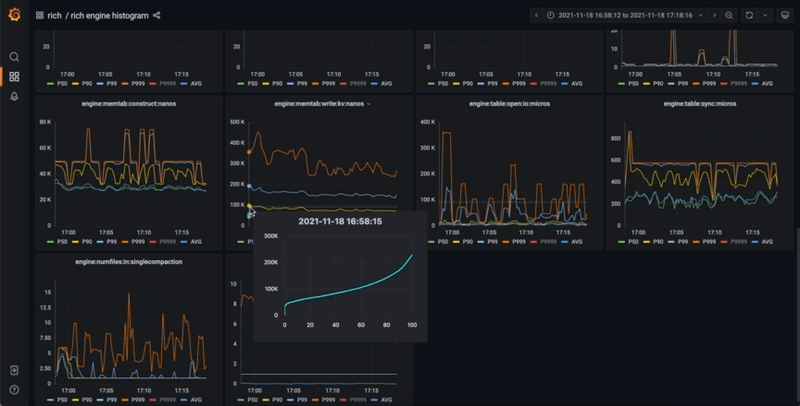 rich / rich engine histogram
2021-11-18 16:58:12 to 2021-11-18 17:18:16
20
0
17:00 17:05 17:10 17:15
P50 P90 P99 P999 P9999 AVG
20
0
17:00 17:05 17:10 17:15
P50 P90 P99 P999 P9999 AVG
20
0
17:00 17:05 17:10 17:15
P50 P90 P99 P999 P9999 AVG
20
0
17:00 17:05 17:10 17:15
P50 P90 P99 P999 P9999 AVG
engine:memtab:construct:nanos
80 K
60 K
40 K
20 K
0
17:00 17:05 17:10 17:15
P50 P90 P99 P999 P9999 AVG
engine:memtab:write:kv:nanos
500 K
400 K
300 K
200 K
100 K
0
P50
engine:table:open:io:micros
400 K
300 K
200 K
100 K
0
17:00 17:05 17:10 17:15
P50 P90 P99 P999 P9999 AVG
engine:table:sync:micros
800
600
400
200
0
17:00 17:05 17:10 17:15
P50 P90 P99 P999 P9999 AVG
2021-11-18 16:58:15
300K
200K
100K
0
0 20 40 60 80 100
engine:numfiles:in:singlecompaction
15
12.50
10
7.50
5
2.50
0
17:00 17:05 17:10 17:15
P50 P90 P99 P999 P9999 AVG
10
8
6
4
2
0
17:00 17:05 17:10 17:15
P50 P90 P99 P999 P9999 AVG